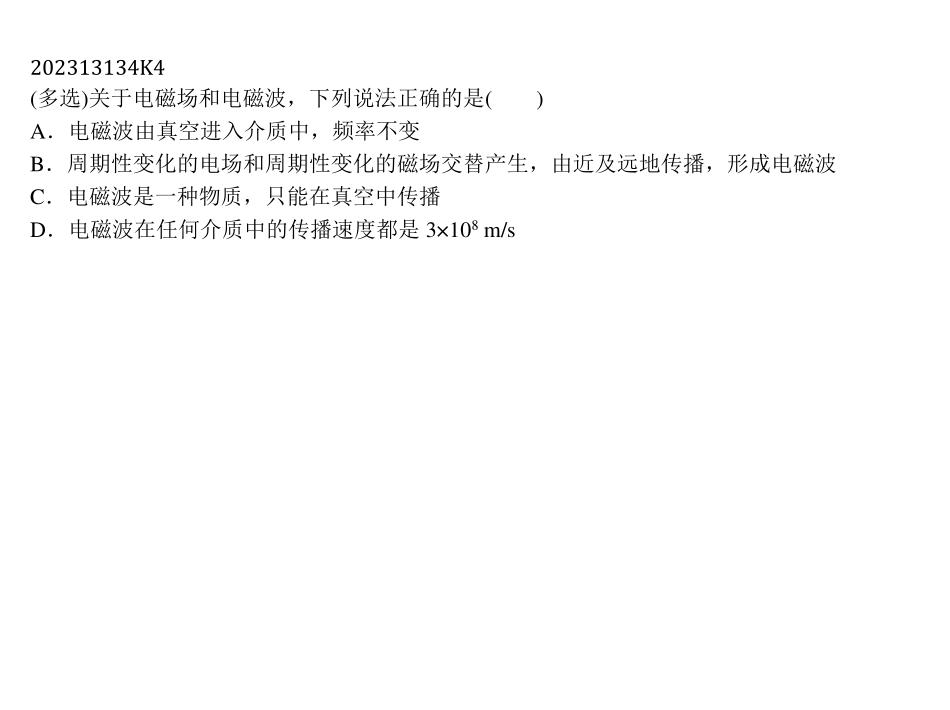 202313134K4
(多选)关于电磁场和电磁波，下列说法正确的是(　　)
A．电磁波由真空进入介质中，频率不变
B．周期性变化的电场和周期性变化的磁场交替产生，由近及远地传播，形成电磁波
C．电磁波是一种物质，只能在真空中传播
D．电磁波在任何介质中的传播速度都是 3×10⁸ m/s